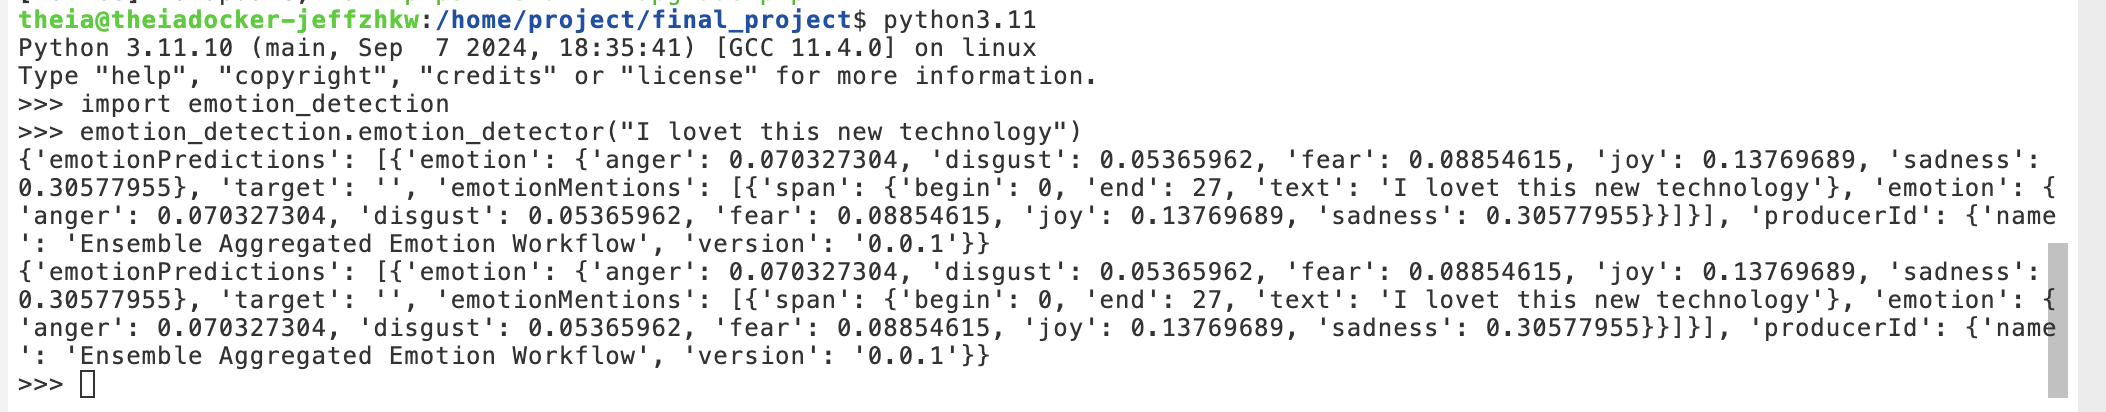 theia@theiadocker-jeffzhkw:/home/project/final_project$ python3.11
Python 3.11.10 (main, Sep  7 2024, 18:35:41) [GCC 11.4.0] on linux
Type "help", "copyright", "credits" or "license" for more information.
>>> import emotion_detection
>>> emotion_detection.emotion_detector("I lovet this new technology")
{'emotionPredictions': [{'emotion': {'anger': 0.070327304, 'disgust': 0.05365962, 'fear': 0.08854615, 'joy': 0.13769689, 'sadness':
0.30577955}, 'target': '', 'emotionMentions': [{'span': {'begin': 0, 'end': 27, 'text': 'I lovet this new technology'}, 'emotion': {
'anger': 0.070327304, 'disgust': 0.05365962, 'fear': 0.08854615, 'joy': 0.13769689, 'sadness': 0.30577955}}]}], 'producerId': {'name
': 'Ensemble Aggregated Emotion Workflow', 'version': '0.0.1'}}
{'emotionPredictions': [{'emotion': {'anger': 0.070327304, 'disgust': 0.05365962, 'fear': 0.08854615, 'joy': 0.13769689, 'sadness':
0.30577955}, 'target': '', 'emotionMentions': [{'span': {'begin': 0, 'end': 27, 'text': 'I lovet this new technology'}, 'emotion': {
'anger': 0.070327304, 'disgust': 0.05365962, 'fear': 0.08854615, 'joy': 0.13769689, 'sadness': 0.30577955}}]}], 'producerId': {'name
': 'Ensemble Aggregated Emotion Workflow', 'version': '0.0.1'}}
>>>